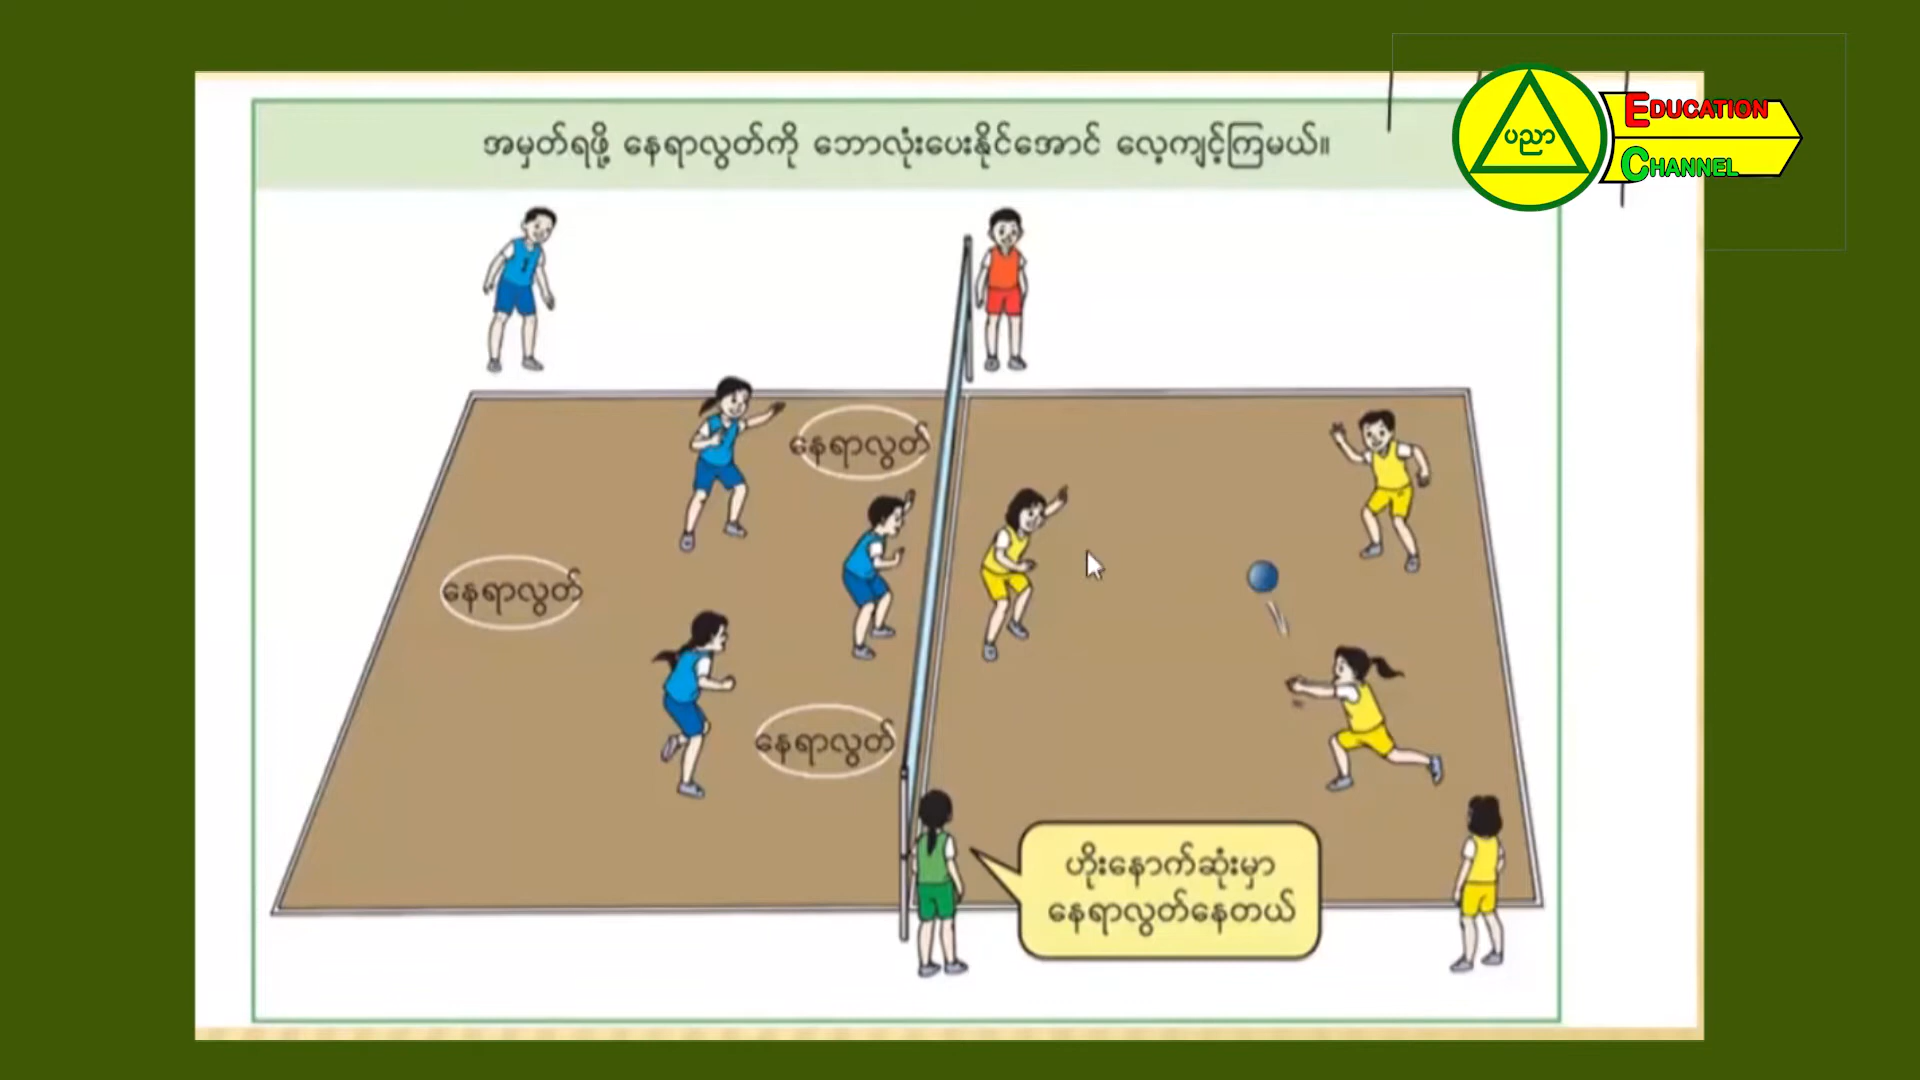 အမှတ်ရဖို့ နေရာလွတ်ကို ဘောလုံးပေးနိုင်အောင် လေ့ကျင့်ကြမယ်။
ပညာ
EDUCATION
CHANNEL
နေရာလွတ်
နေရာလွတ်
နေရာလွတ်
ဟိုးနောက်ဆုံးမှာ
နေရာလွတ်နေတယ်